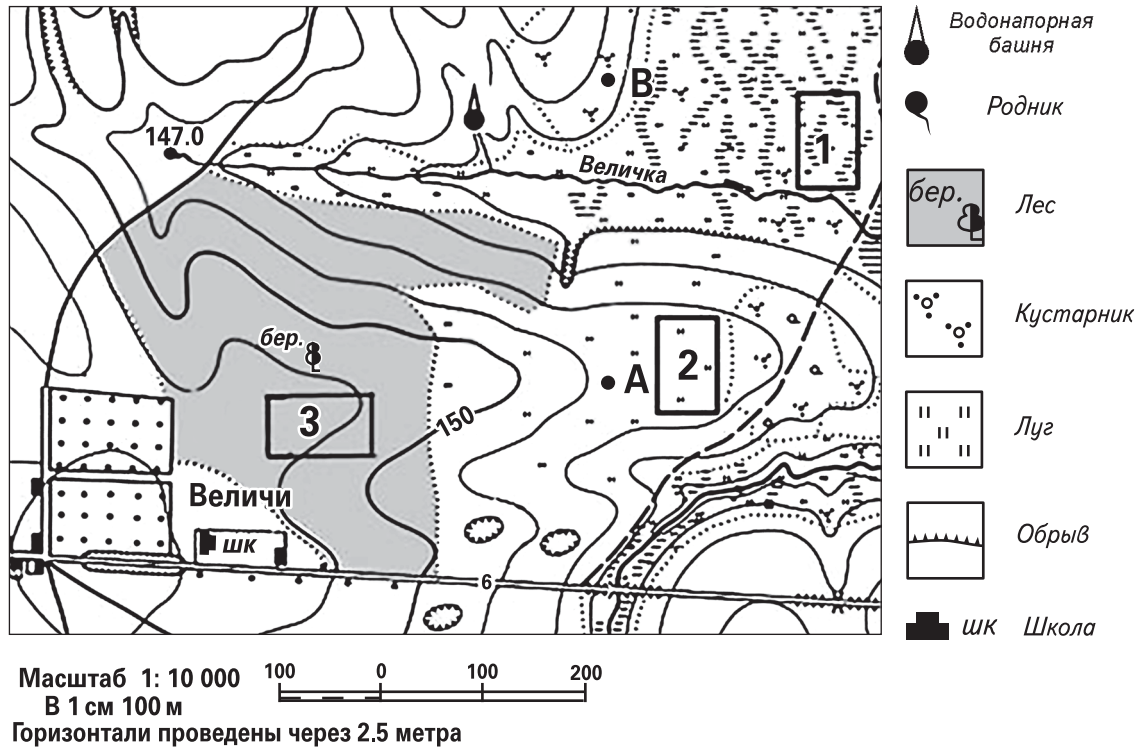 147.0
В
1
Величка
бер.
3
А
2
150
Величи
шк
6
Водонапорная
башня
Родник
бер.
Лес
Кустарник
Луг
Обрыв
шк Школа
Масштаб 1: 10 000
В 1 см 100 м
100 0 100 200
Горизонтали проведены через 2.5 метра